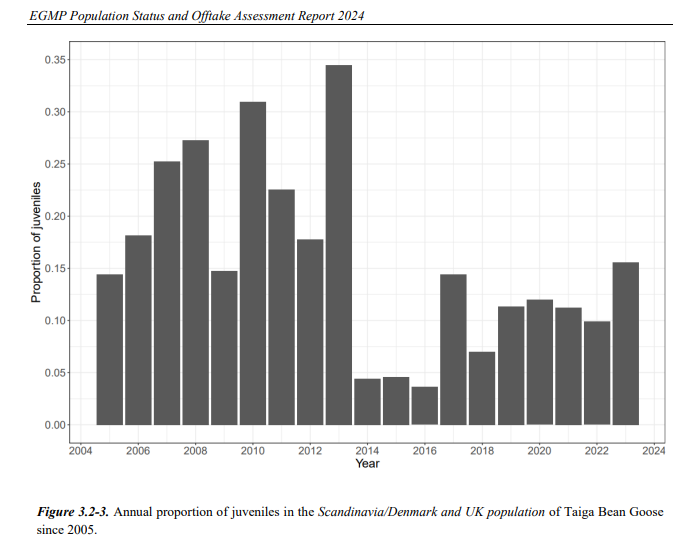 EGMP Population Status and Offtake Assessment Report 2024
0.35
0.30
0.25
0.20
0.15
0.10
0.05
0.00
Proportion of juveniles
2004 2006 2008 2010 2012 2014 2016 2018 2020 2022 2024
Year
Figure 3.2-3. Annual proportion of juveniles in the Scandinavia/Denmark and UK population of Taiga Bean Goose
since 2005.